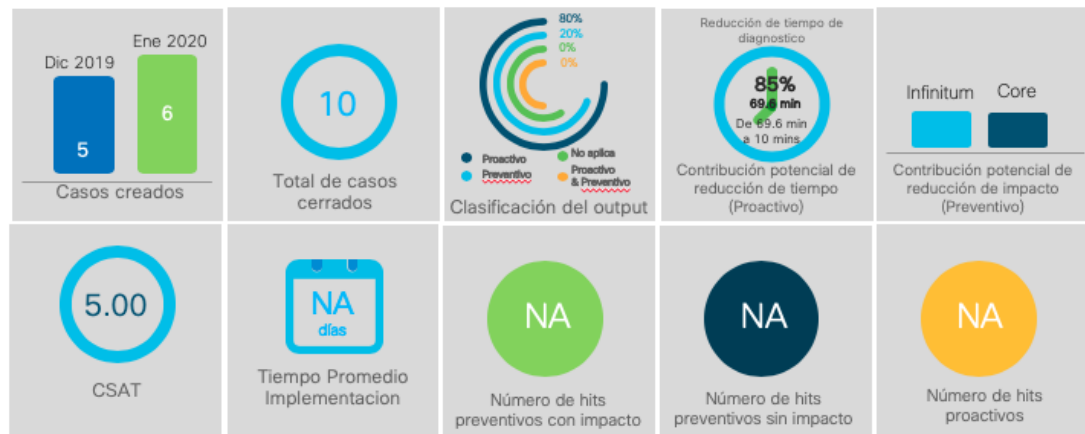 Dic 2019
Ene 2020
5
6
Casos creados
10
Total de casos
cerrados
80%
20%
0%
0%
Proactivo
Preventivo
No aplica
Proactivo
& Preventivo
Clasificación del output
Reducción de tiempo de
diagnostico
85%
69.6 min
De 69.6 min
a 10 mins
Contribución potencial de
reducción de tiempo
(Proactivo)
Infinitum
Core
Contribución potencial de
reducción de impacto
(Preventivo)
5.00
CSAT
NA
días
Tiempo Promedio
Implementacion
NA
Número de hits
preventivos con impacto
NA
Número de hits
preventivos sin impacto
NA
Número de hits
proactivos